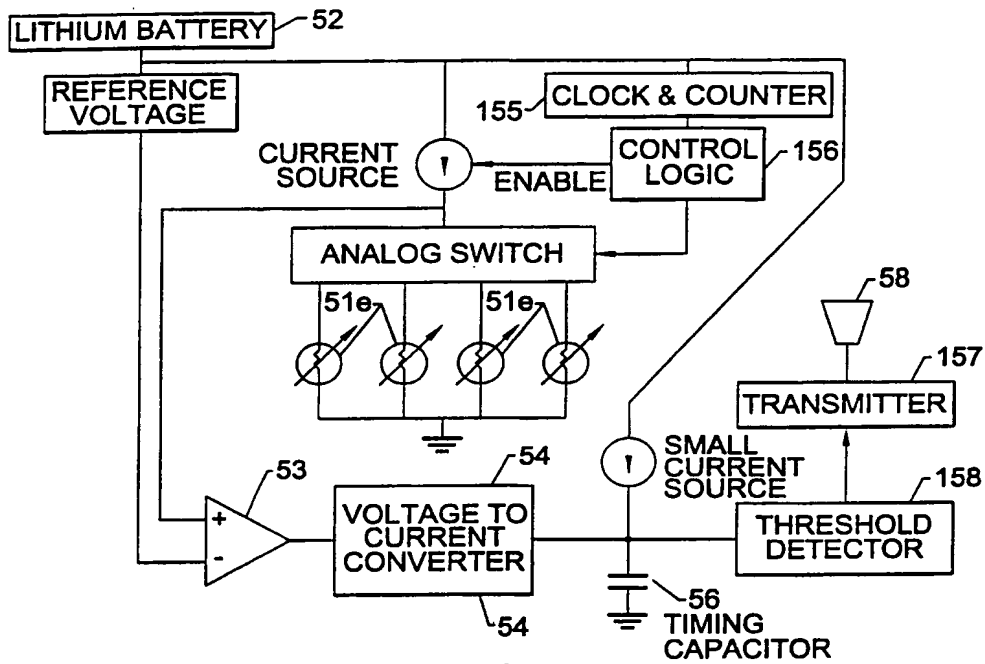 LITHIUM BATTERY
52
REFERENCE
VOLTAGE
155
CLOCK & COUNTER
CURRENT
SOURCE
ENABLE
CONTROL
LOGIC
156
ANALOG SWITCH
51e
51e
58
157
TRANSMITTER
SMALL
CURRENT
SOURCE
158
THRESHOLD
DETECTOR
53
+
-
54
VOLTAGE TO
CURRENT
CONVERTER
54
56
TIMING
CAPACITOR